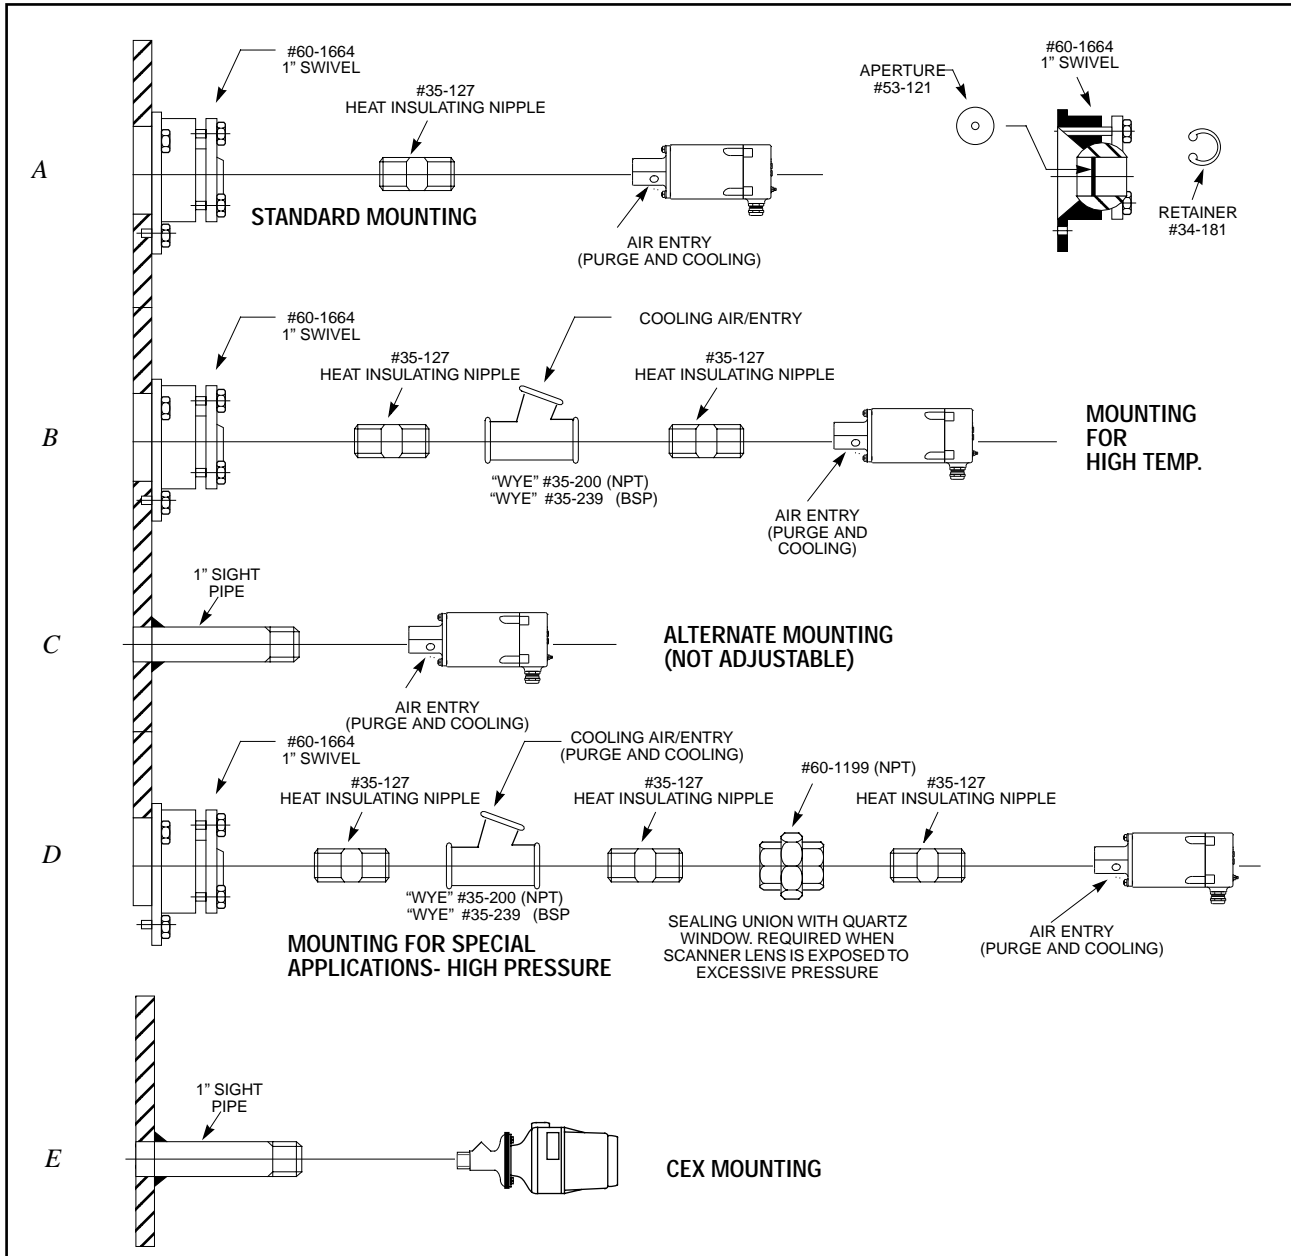 #60-1664
1” SWIVEL
#35-127
HEAT INSULATING NIPPLE
APERTURE
#53-121
#60-1664
1” SWIVEL
A
STANDARD MOUNTING
AIR ENTRY
(PURGE AND COOLING)
RETAINER
#34-181
#60-1664
1” SWIVEL
COOLING AIR/ENTRY
#35-127
HEAT INSULATING NIPPLE
#35-127
HEAT INSULATING NIPPLE
B
MOUNTING
FOR
HIGH TEMP.
“WYE” #35-200 (NPT)
“WYE” #35-239 (BSP)
AIR ENTRY
(PURGE AND
COOLING)
1” SIGHT
PIPE
C
ALTERNATE MOUNTING
(NOT ADJUSTABLE)
AIR ENTRY
(PURGE AND COOLING)
#60-1664
1” SWIVEL
COOLING AIR/ENTRY
(PURGE AND COOLING)
#35-127
HEAT INSULATING NIPPLE
#35-127
HEAT INSULATING NIPPLE
#60-1199 (NPT)
#35-127
HEAT INSULATING NIPPLE
D
“WYE” #35-200 (NPT)
“WYE” #35-239 (BSP
MOUNTING FOR SPECIAL
APPLICATIONS- HIGH PRESSURE
SEALING UNION WITH QUARTZ
WINDOW. REQUIRED WHEN
SCANNER LENS IS EXPOSED TO
EXCESSIVE PRESSURE
AIR ENTRY
(PURGE AND COOLING)
1” SIGHT
PIPE
E
CEX MOUNTING